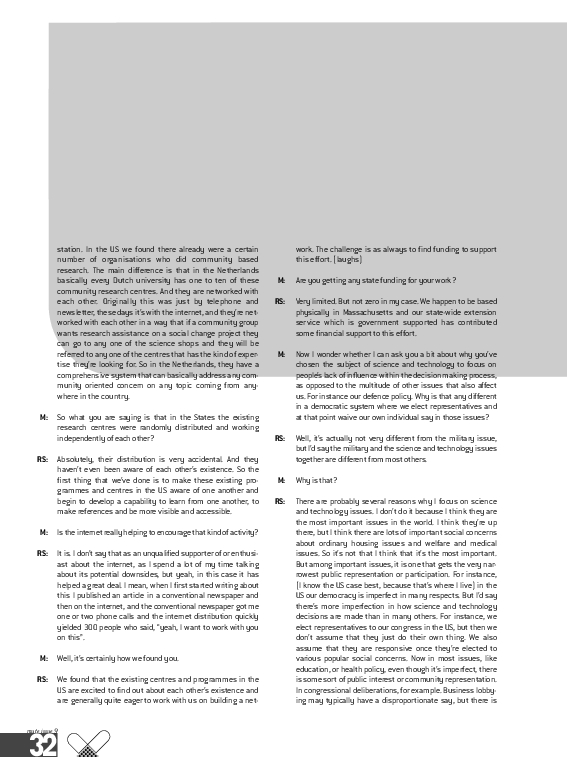 station. In the US we found there already were a certain
number of organisations who did community based
research. The main difference is that in the Netherlands
basically every Dutch university has one to ten of these
community research centres. And they are networked with
each other. Originally this was just by telephone and
newsletter, these days it's with the internet, and they're net-
worked with each other in a way that if a community group
wants research assistance on a social change project they
can go to any one of the science shops and they will be
referred to any one of the centres that has the kind of exper-
tise they're looking for. So in the Netherlands, they have a
comprehensive system that can basically address any com-
munity oriented concern on any topic coming from any-
where in the country.
M: So what you are saying is that in the States the existing
research centres were randomly distributed and working
independently of each other?
RS: Absolutely, their distribution is very accidental. And they
haven't even been aware of each other's existence. So the
first thing that we've done is to make these existing pro-
grammes and centres in the US aware of one another and
begin to develop a capability to learn from one another, to
make references and be more visible and accessible.
M: Is the internet really helping to encourage that kind of activity?
RS: It is. I don't say that as an unqualified supporter of or enthusi-
ast about the internet, as I spend a lot of my time talking
about its potential downsides, but yeah, in this case it has
helped a great deal. I mean, when I first started writing about
this I published an article in a conventional newspaper and
then on the internet, and the conventional newspaper got me
one or two phone calls and the internet distribution quickly
yielded 300 people who said, "yeah, I want to work with you
on this".
M: Well, it's certainly how we found you.
RS: We found that the existing centres and programmes in the
US are excited to find out about each other's existence and
are generally quite eager to work with us on building a net-
work. The challenge is as always to find funding to support
this effort. [laughs]
M: Are you getting any state funding for your work?
RS: Very limited. But not zero in my case. We happen to be based
physically in Massachusetts and our state-wide extension
service which is government supported has contributed
some financial support to this effort.
M: Now I wonder whether I can ask you a bit about why you've
chosen the subject of science and technology to focus on
people's lack of influence within the decision making process,
as opposed to the multitude of other issues that also affect
us. For instance our defence policy. Why is that any different
in a democratic system where we elect representatives and
at that point waive our own individual say in those issues?
RS: Well, it's actually not very different from the military issue,
but I'd say the military and the science and technology issues
together are different from most others.
M: Why is that?
RS: There are probably several reasons why I focus on science
and technology issues. I don't do it because I think they are
the most important issues in the world. I think they're up
there, but I think there are lots of important social concerns
about ordinary housing issues and welfare and medical
issues. So it's not that I think that it's the most important.
But among important issues, it is one that gets the very nar-
rowest public representation or participation. For instance,
[I know the US case best, because that's where I live] in the
US our democracy is imperfect in many respects. But I'd say
there's more imperfection in how science and technology
decisions are made than in many others. For instance, we
elect representatives to our congress in the US, but then we
don't assume that they just do their own thing. We also
assume that they are responsive once they're elected to
various popular social concerns. Now in most issues, like
education, or health policy, even though it's imperfect, there
is some sort of public interest or community representation.
In congressional deliberations, for example. Business lobby-
ing may typically have a disproportionate say, but there is
32